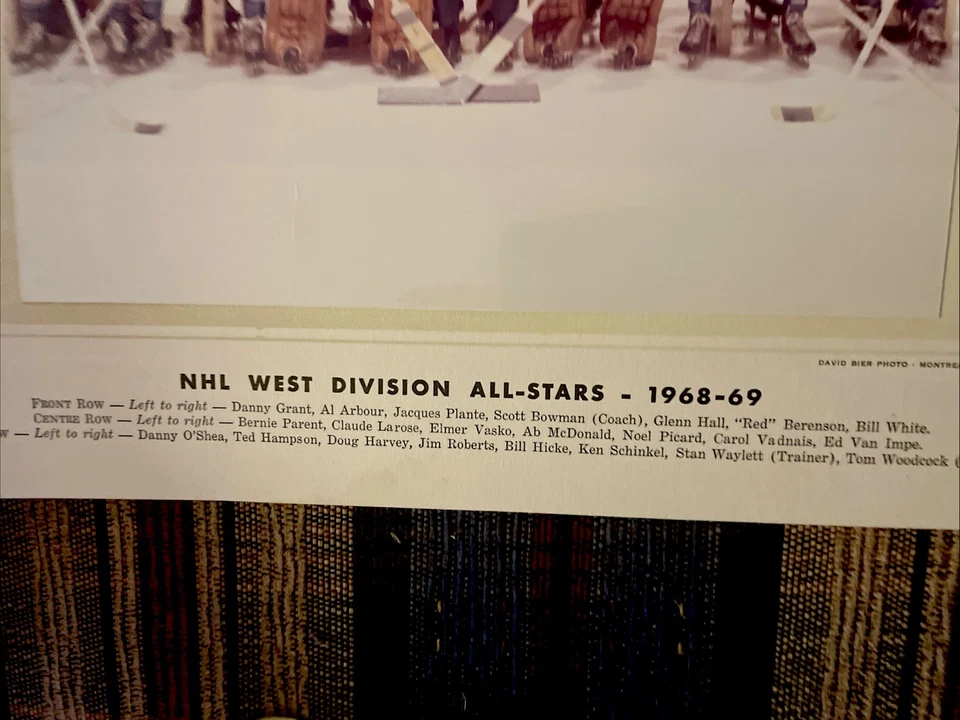 DAVID BIER PHOTO - MONTRE
NHL WEST DIVISION ALL-STARS - 1968-69
FRONT ROW — Left to right — Danny Grant, Al Arbour, Jacques Plante, Scott Bowman (Coach), Glenn Hall, "Red" Berenson, Bill White.
CENTRE ROW — Left to right — Bernie Parent, Claude Larose, Elmer Vasko, Ab McDonald, Noel Picard, Carol Vadnais, Ed Van Impe.
W — Left to right — Danny O'Shea, Ted Hampson, Doug Harvey, Jim Roberts, Bill Hicke, Ken Schinkel, Stan Waylett (Trainer), Tom Woodcock (